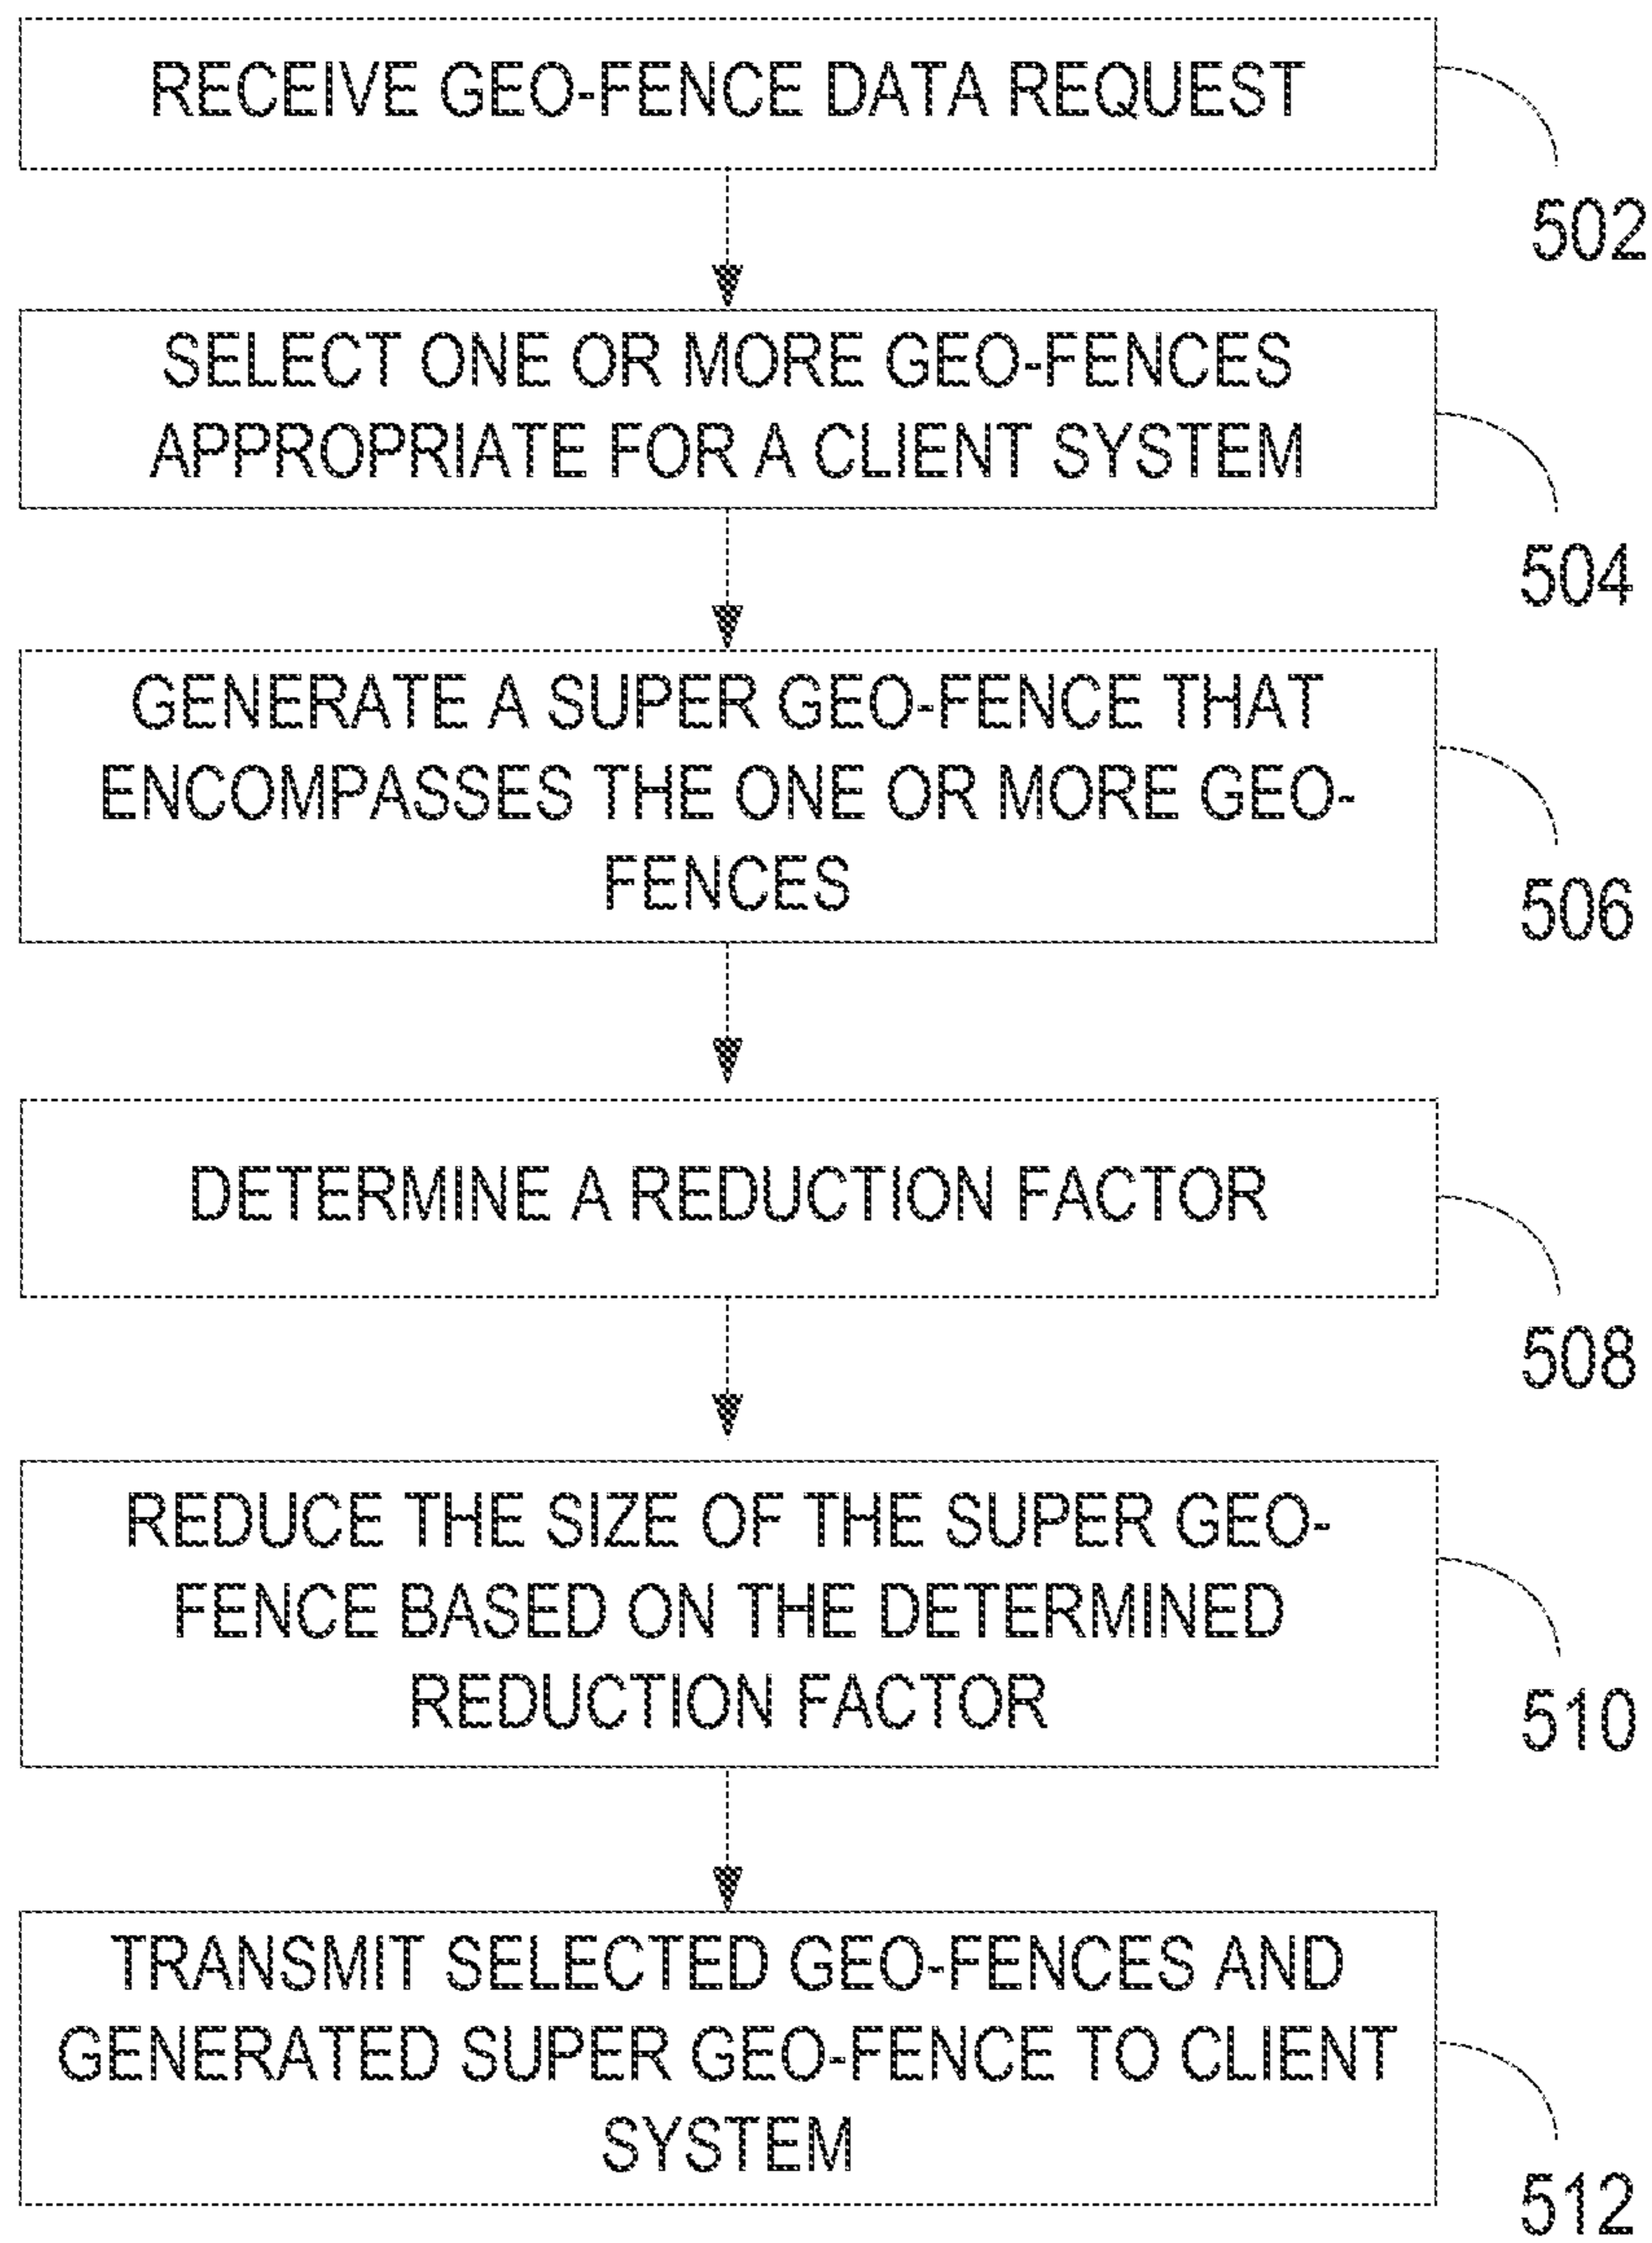 RECEIVE GEO-FENCE DATA REQUEST
502
SELECT ONE OR MORE GEO-FENCES
APPROPRIATE FOR A CLIENT SYSTEM
504
GENERATE A SUPER GEO-FENCE THAT
ENCOMPASSES THE ONE OR MORE GEO-
FENCES
506
DETERMINE A REDUCTION FACTOR
508
REDUCE THE SIZE OF THE SUPER GEO-
FENCE BASED ON THE DETERMINED
REDUCTION FACTOR
510
TRANSMIT SELECTED GEO-FENCES AND
GENERATED SUPER GEO-FENCE TO CLIENT
SYSTEM
512